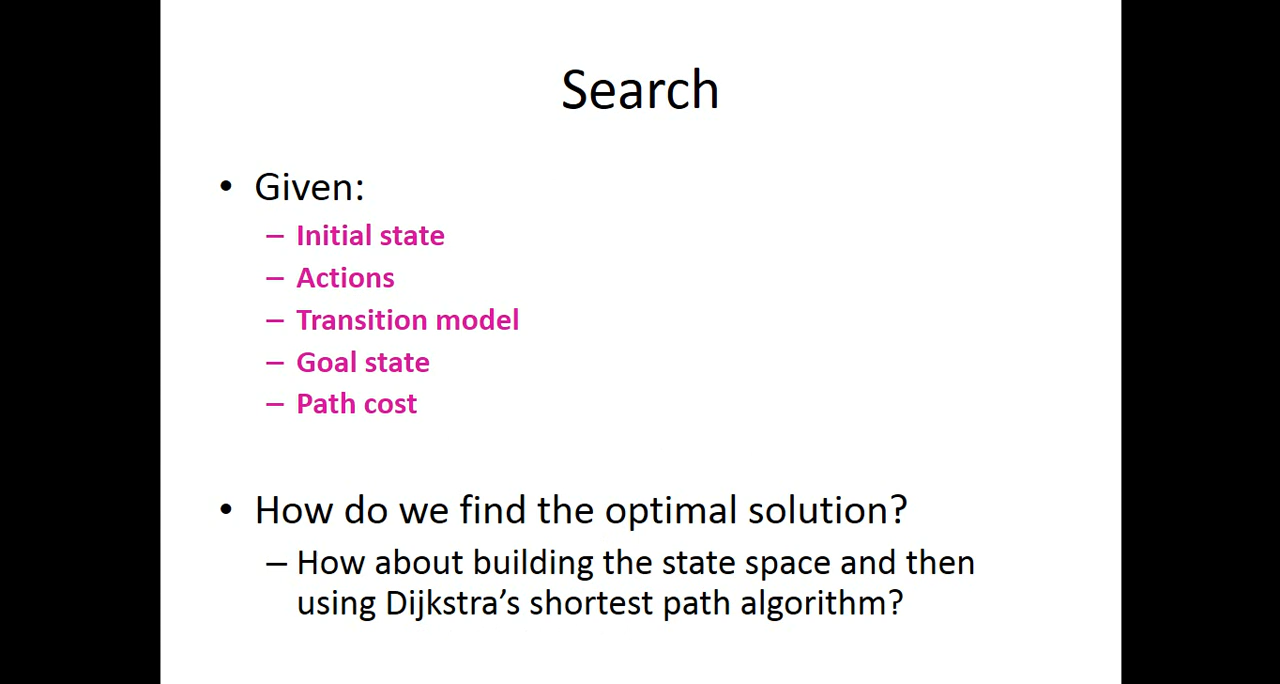 Search
• Given:
– Initial state
– Actions
– Transition model
– Goal state
– Path cost
• How do we find the optimal solution?
– How about building the state space and then
using Dijkstra’s shortest path algorithm?